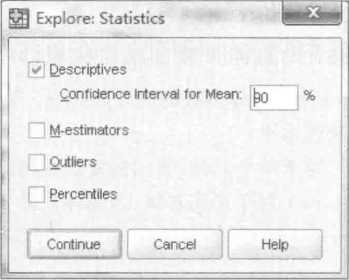 Explore: Statistics
Descriptives
Confidence Interval for Mean: 90 %
M-estimators
Outliers
Percentiles
Continue Cancel Help